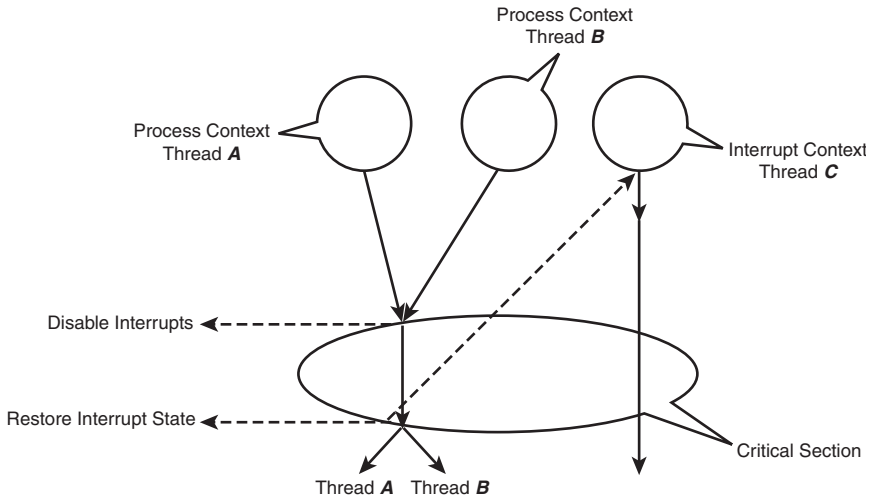 Process Context
Thread B
Process Context
Thread A
Interrupt Context
Thread C
Disable Interrupts
Restore Interrupt State
Critical Section
Thread A Thread B